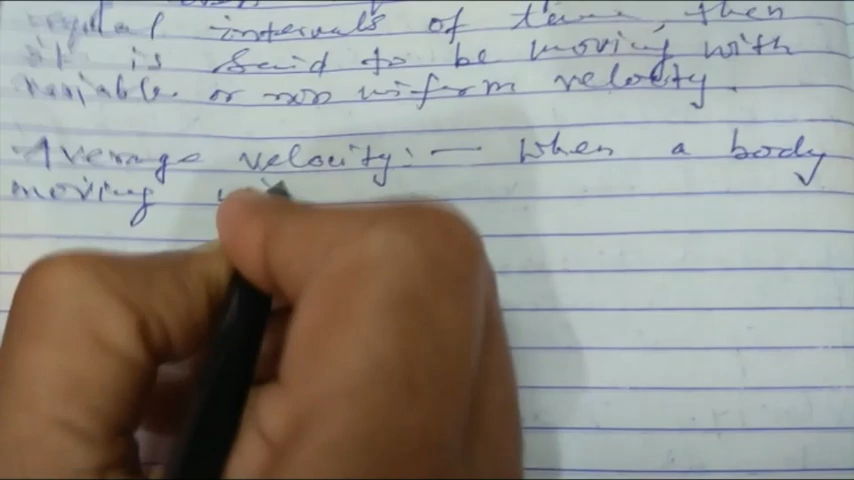 equal intervals of time, then
it is said to be moving with
variable or non uniform velocity.
Average velocity: — when a body
moving